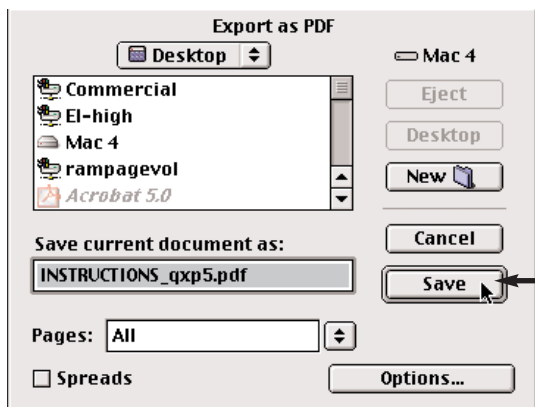 Export as PDF
Desktop
Mac 4
Commercial
El-high
Mac 4
rampagevol
Acrobat 5.0
Eject
Desktop
New
Save current document as:
INSTRUCTIONS_qxp5.pdf
Cancel
Save
Pages: All
Spreads
Options...